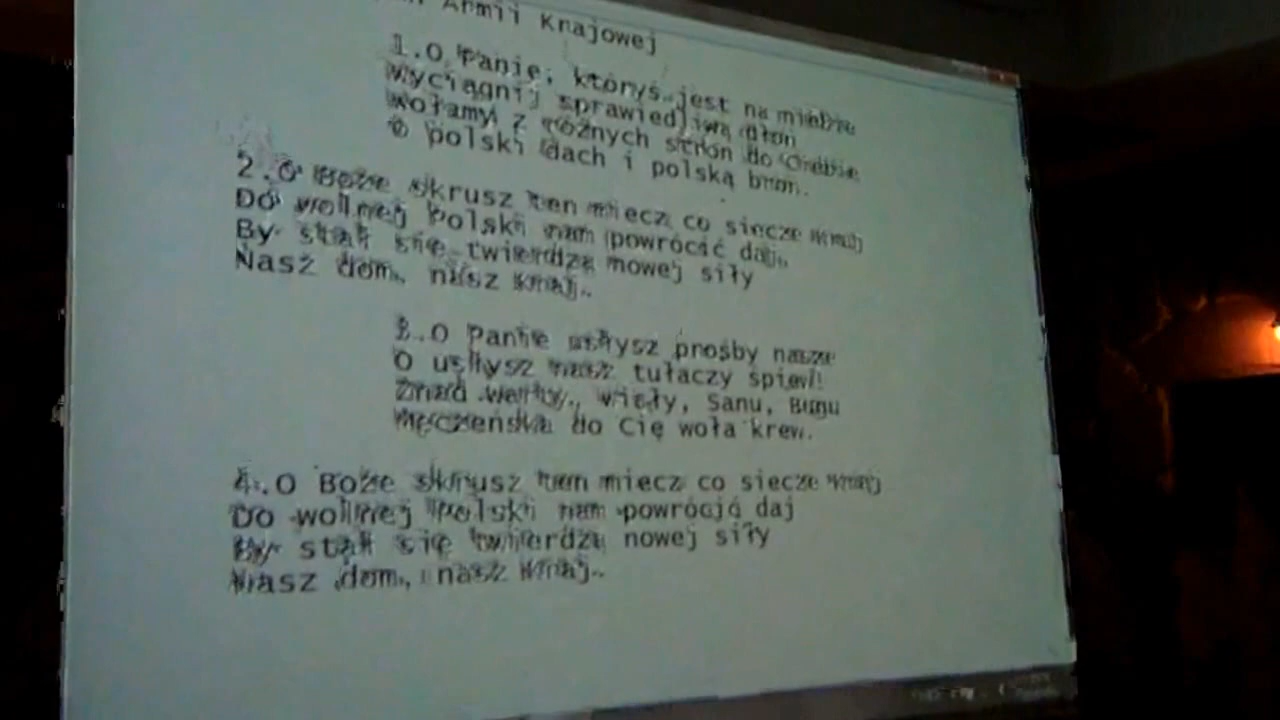 Armii Krajowej
1.O Panie, któryś jest na niebie
wyciągnij sprawiedliwą dłoń
wołamy z różnych stron do Ciebie
O polski dach i polską broń.
2.O Boże skrusz ten miecz co siecze kraj
Do wolnej Polski nam powrócić daj,
By stał się twierdzą nowej siły
Nasz dom, nasz kraj.
3.O Panie usłysz prośby nasze
O usłysz nasz tułaczy śpiew!
Znad Warty, Wisły, Sanu, Bugu
Męczeńska do Cię woła krew.
4.O Boże skrusz ten miecz co siecze kraj
Do wolnej Polski nam powrócić daj
By stał się twierdzą nowej siły
Nasz dom, nasz kraj.